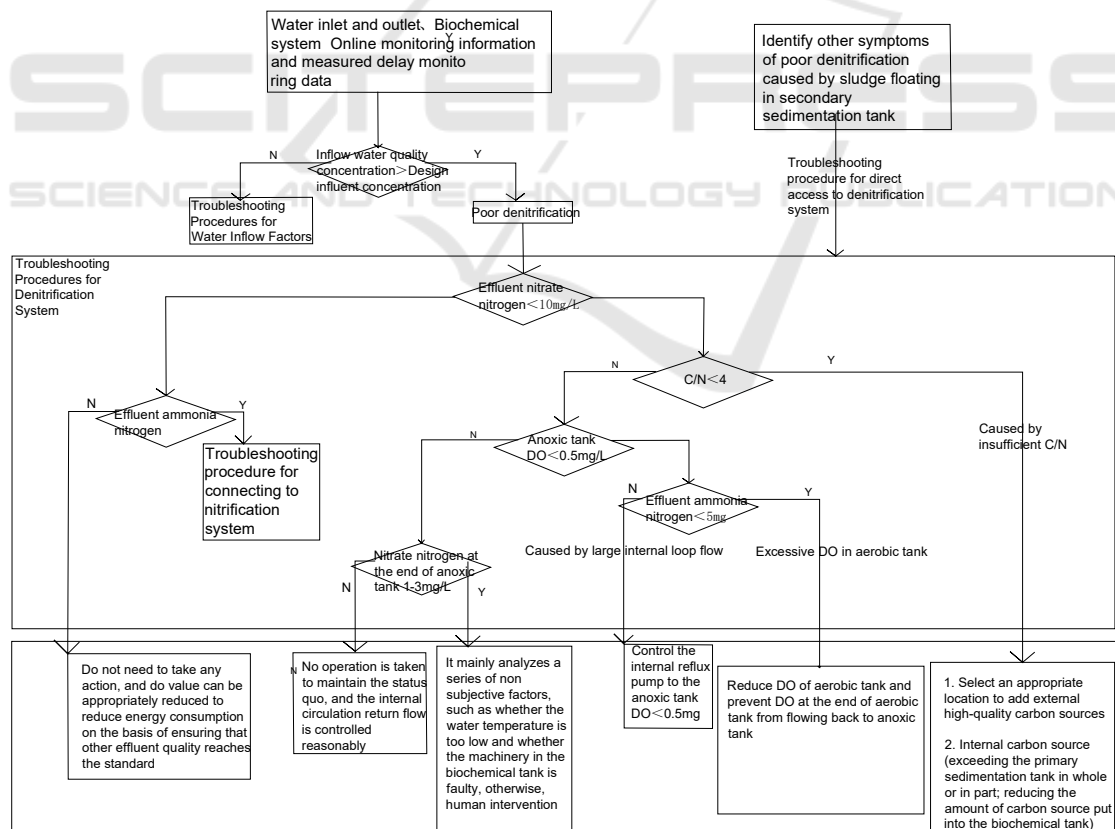 Water inlet and outlet、Biochemical
system Online monitoring information
Y
and measured delay monito
ring data
Identify other symptoms
of poor denitrification
caused by sludge floating
in secondary
sedimentation tank
SCITEPRESS
SCIENCE AND TECHNOLOGY PUBLICATIONS
N
Inflow water quality
concentration＞Design
influent concentration
Y
Troubleshooting
Procedures for
Water Inflow Factors
Poor denitrification
Troubleshooting
procedure for direct
access to denitrification
system
Troubleshooting
Procedures for
Denitrification
System
Effluent nitrate
nitrogen＜10mg/L
N
C/N＜4
Y
N
Effluent ammonia
nitrogen
Y
Troubleshooting
procedure for
connecting to
nitrification
system
N
Anoxic tank
DO＜0.5mg/L
Caused by
insufficient C/N
N
Effluent ammonia
nitrogen＜5mg
Y
Caused by large internal loop flow
Excessive DO in aerobic tank
N
Nitrate nitrogen at
the end of anoxic
tank 1-3mg/L
Y
Do not need to take any
action, and do value can be
appropriately reduced to
reduce energy consumption
on the basis of ensuring that
other effluent quality reaches
the standard
N
No operation is taken
to maintain the status
quo, and the internal
circulation return flow
is controlled
reasonably
It mainly analyzes a
series of non
subjective factors,
such as whether the
water temperature is
too low and whether
the machinery in the
biochemical tank is
faulty, otherwise,
human intervention
Control the
internal reflux
pump to the
anoxic tank
DO＜0.5mg
Reduce DO of aerobic tank and
prevent DO at the end of aerobic
tank from flowing back to anoxic
tank
1. Select an appropriate
location to add external
high-quality carbon sources
2. Internal carbon source
(exceeding the primary
sedimentation tank in whole
or in part; reducing the
amount of carbon source put
into the biochemical tank)